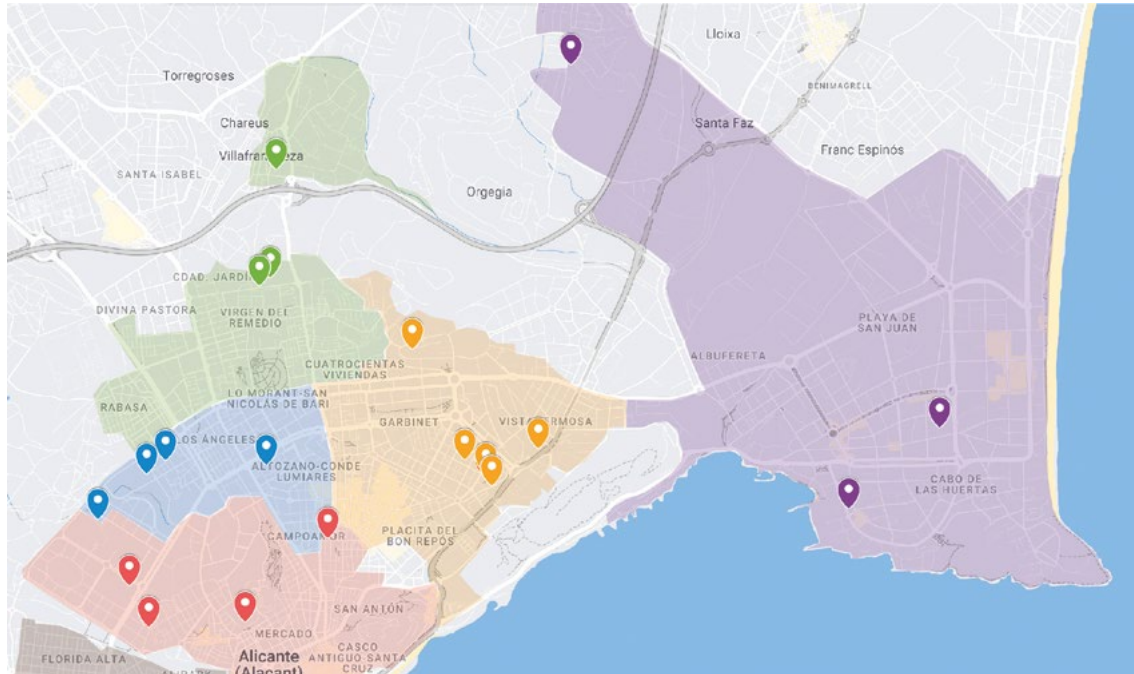 Lloixa
Torregroses
BENIMAGRELL
Chareus
Santa Faz
Franc Espinós
SANTA ISABEL
Orgegia
CDAD. JARDÍN
DIVINA PASTORA
VIRGEN DEL
REMEDIO
PLAYA DE
SAN JUAN
ALBUFERETA
CUATROCIENTAS
VIVIENDAS
LO MORANT-SAN
NICOLÁS DE BARI
RABASA
GARBINET
LOS ÁNGELES
ALTOZANO-CONDE
LUMIARES
CABO DE
LAS HUERTAS
CAMPOAMOR
PLACITA DEL
BON REPÓS
SAN ANTÓN
MERCADO
CASCO
ANTIGUO-SANTA
CRUZ
FLORIDA ALTA
Alicante
(Alacant)